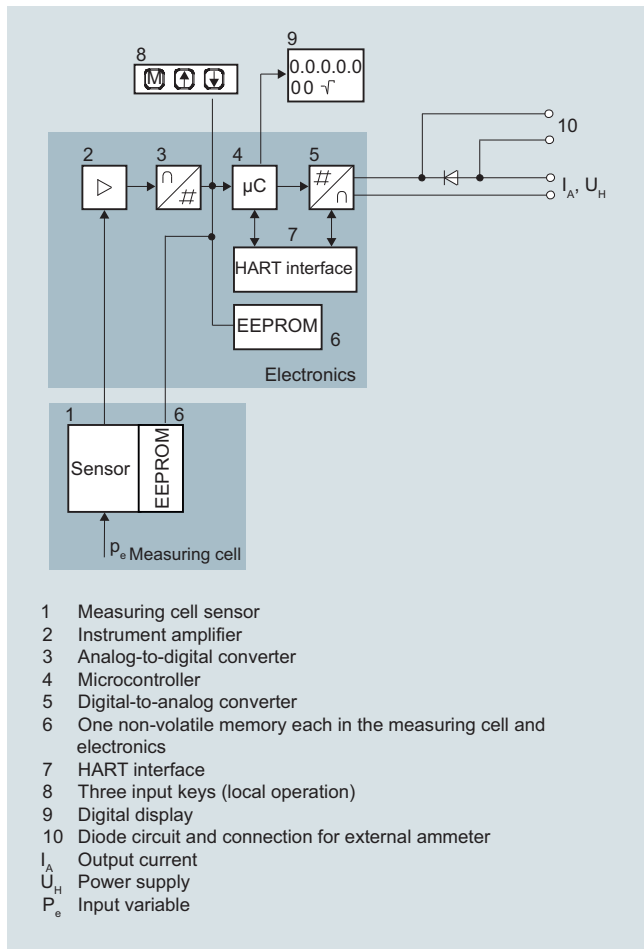 8
9
M
0.0.0.0.0
0 0 √
10
2
3
4
5
∩
#
µC
#
∩
I_A, U_H
7
HART interface
EEPROM
6
Electronics
1
6
Sensor
EEPROM
p_e Measuring cell
1 Measuring cell sensor
2 Instrument amplifier
3 Analog-to-digital converter
4 Microcontroller
5 Digital-to-analog converter
6 One non-volatile memory each in the measuring cell and
electronics
7 HART interface
8 Three input keys (local operation)
9 Digital display
10 Diode circuit and connection for external ammeter
I_A Output current
U_H Power supply
P_e Input variable